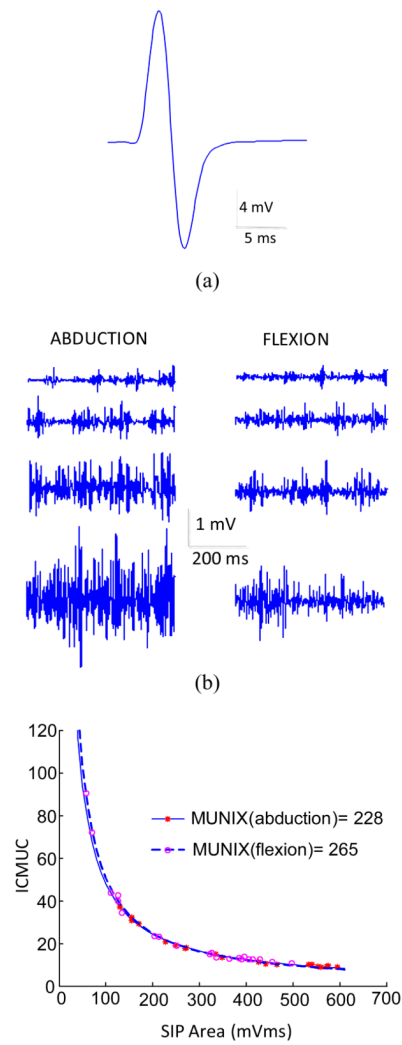 4 mV
5 ms
(a)
ABDUCTION FLEXION
1 mV
200 ms
(b)
120
100
80
60
40
20
0
ICMUC
MUNIX(abduction)= 228
MUNIX(flexion)= 265
0 100 200 300 400 500 600 700
SIP Area (mVms)